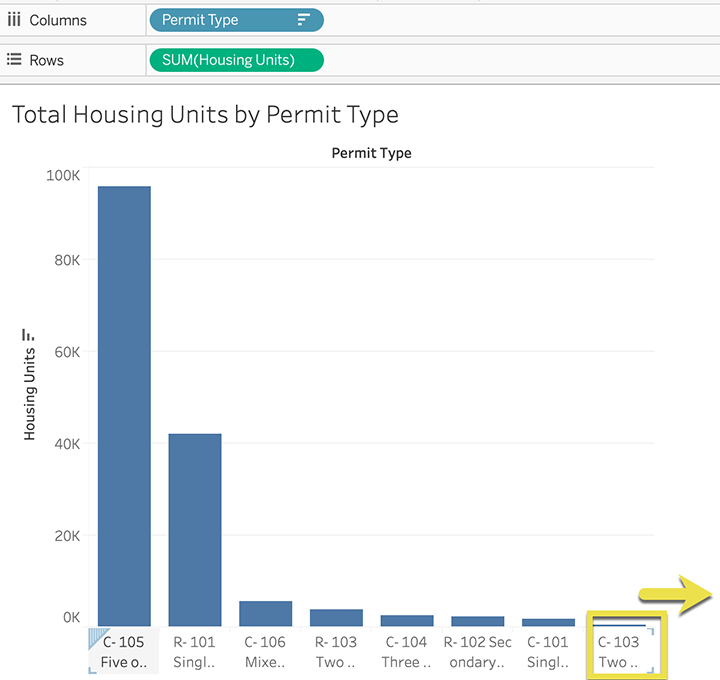 Columns
Permit Type
Rows
SUM(Housing Units)
Total Housing Units by Permit Type
Permit Type
100K
80K
60K
40K
20K
0K
Housing Units
C- 105
Five o..
R- 101
Singl..
C- 106
Mixe..
R- 103
Two ..
C- 104
Three ..
R- 102 Sec
ondary..
C- 101
Singl..
C- 103
Two ..